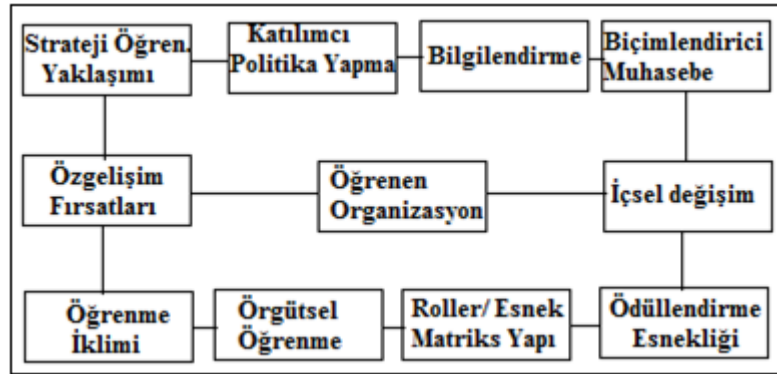 Strateji Öğren.
Yaklaşımı
Katılımcı
Politika Yapma
Bilgilendirme
Biçimlendirici
Muhasebe
Özgelişim
Fırsatları
Öğrenen
Organizasyon
İçsel değişim
Öğrenme
İklimi
Örgütsel
Öğrenme
Roller/ Esnek
Matriks Yapı
Ödüllendirme
Esnekliği